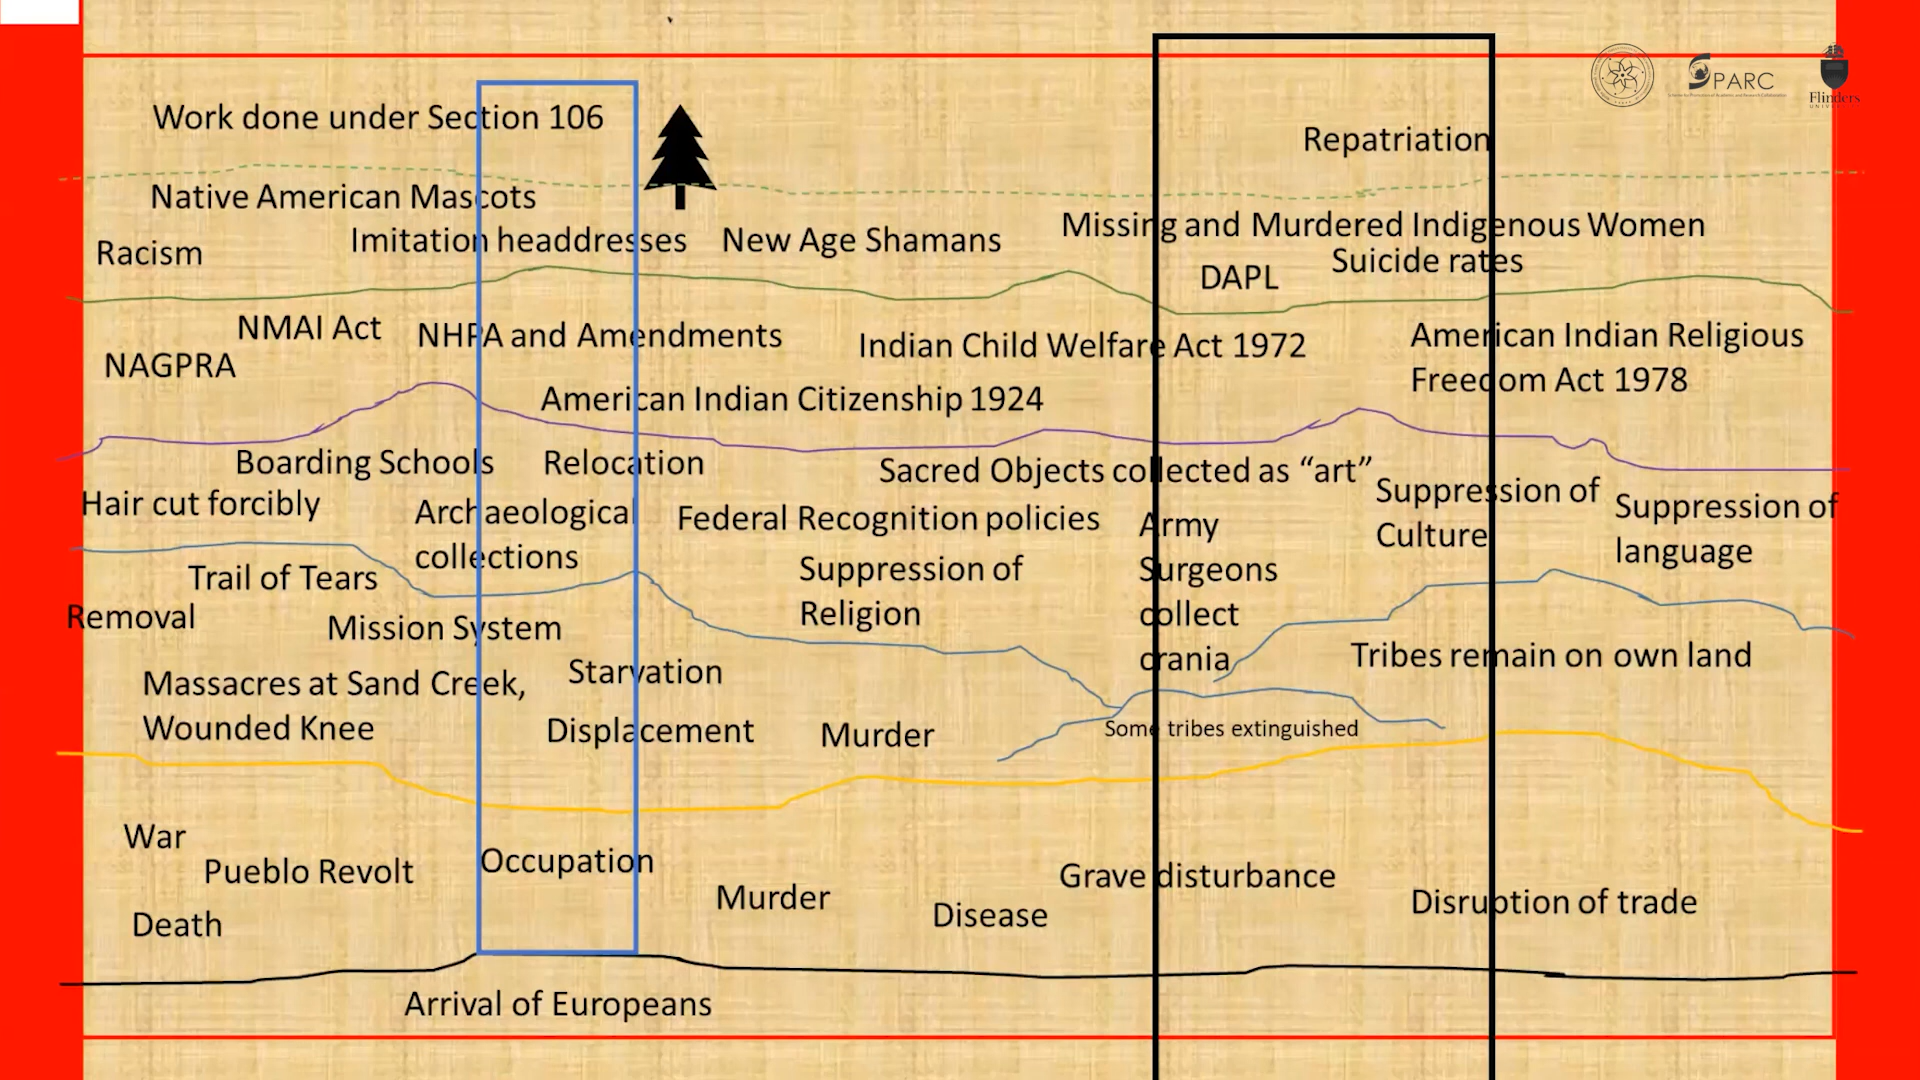 SPARC
Flinders
UNIVERSITY
Work done under Section 106
Repatriation
Native American Mascots
Imitation headdresses
New Age Shamans
Missing and Murdered Indigenous Women
Racism
Suicide rates
DAPL
NMAI Act
NHPA and Amendments
Indian Child Welfare Act 1972
American Indian Religious
Freedom Act 1978
NAGPRA
American Indian Citizenship 1924
Boarding Schools
Relocation
Sacred Objects collected as “art”
Hair cut forcibly
Archaeological
collections
Federal Recognition policies
Army
Surgeons
collect
crania
Suppression of
Culture
Suppression of
language
Trail of Tears
Suppression of
Religion
Removal
Mission System
Tribes remain on own land
Starvation
Massacres at Sand Creek,
Wounded Knee
Displacement
Murder
Some tribes extinguished
War
Pueblo Revolt
Occupation
Grave disturbance
Murder
Disease
Disruption of trade
Death
Arrival of Europeans